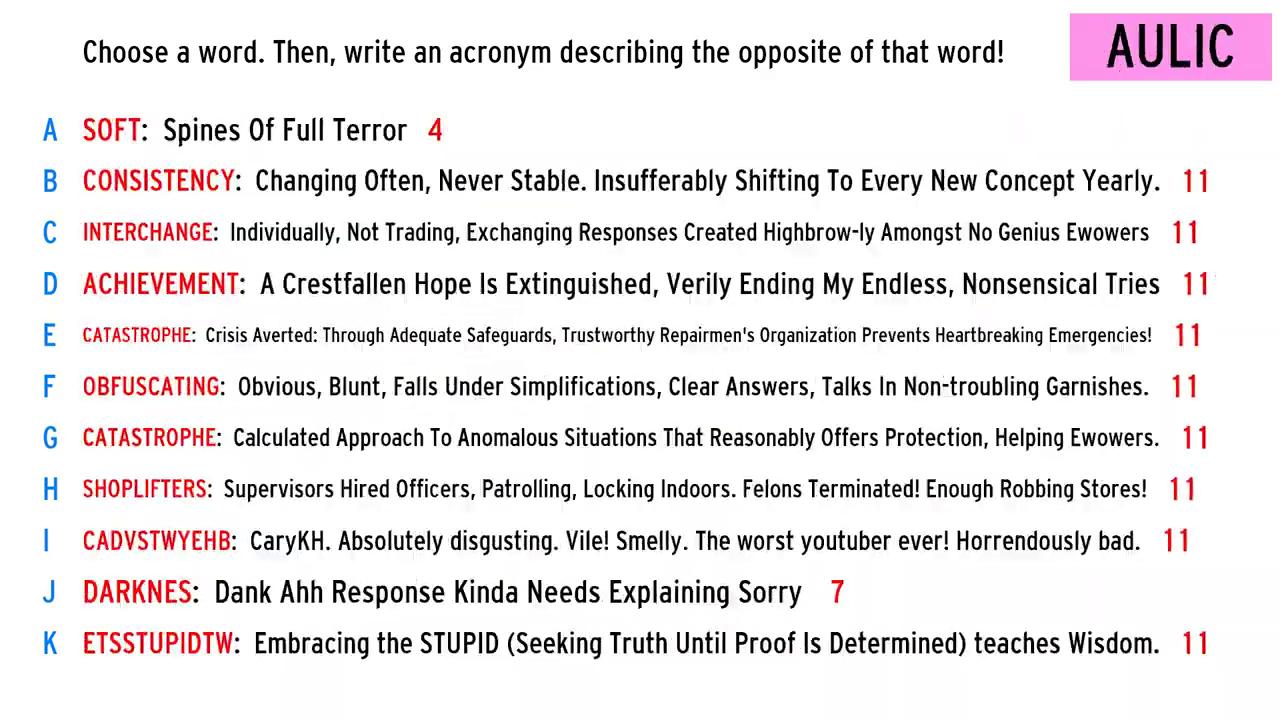 Choose a word. Then, write an acronym describing the opposite of that word!
AULIC
A SOFT: Spines Of Full Terror 4
B CONSISTENCY: Changing Often, Never Stable. Insufferably Shifting To Every New Concept Yearly. 11
C INTERCHANGE: Individually, Not Trading, Exchanging Responses Created Highbrow-ly Amongst No Genius Ewowers 11
D ACHIEVEMENT: A Crestfallen Hope Is Extinguished, Verily Ending My Endless, Nonsensical Tries 11
E CATASTROPHE: Crisis Averted: Through Adequate Safeguards, Trustworthy Repairmen's Organization Prevents Heartbreaking Emergencies! 11
F OBFUSCATING: Obvious, Blunt, Falls Under Simplifications, Clear Answers, Talks In Non-troubling Garnishes. 11
G CATASTROPHE: Calculated Approach To Anomalous Situations That Reasonably Offers Protection, Helping Ewowers. 11
H SHOPLIFTERS: Supervisors Hired Officers, Patrolling, Locking Indoors. Felons Terminated! Enough Robbing Stores! 11
I CADVSTWYEHB: CaryKH. Absolutely disgusting. Vile! Smelly. The worst youtuber ever! Horrendously bad. 11
J DARKNES: Dank Ahh Response Kinda Needs Explaining Sorry 7
K ETSSTUPIDTW: Embracing the STUPID (Seeking Truth Until Proof Is Determined) teaches Wisdom. 11